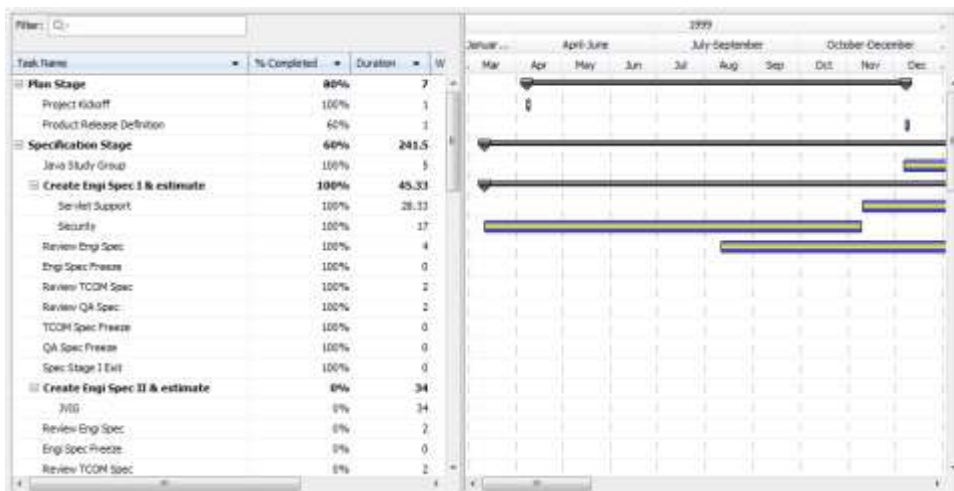 Filter:
1999
Januar... April-June July-September October-December
Task Name % Completed Duration W
Mar Apr May Jun Jul Aug Sep Oct Nov Dec
Plan Stage 80% 7
Project Kickoff 100% 1
Product Release Definition 60% 1
Specification Stage 60% 241.5
Java Study Group 100% 5
Create Engi Spec I & estimate 100% 45.33
Servlet Support 100% 28.33
Security 100% 17
Review Engi Spec 100% 4
Engi Spec Freeze 100% 0
Review TCOM Spec 100% 2
Review QA Spec 100% 2
TCOM Spec Freeze 100% 0
QA Spec Freeze 100% 0
Spec Stage I Exit 100% 0
Create Engi Spec II & estimate 0% 34
0% 34
Review Engi Spec 0% 2
Engi Spec Freeze 0% 0
Review TCOM Spec 0% 2